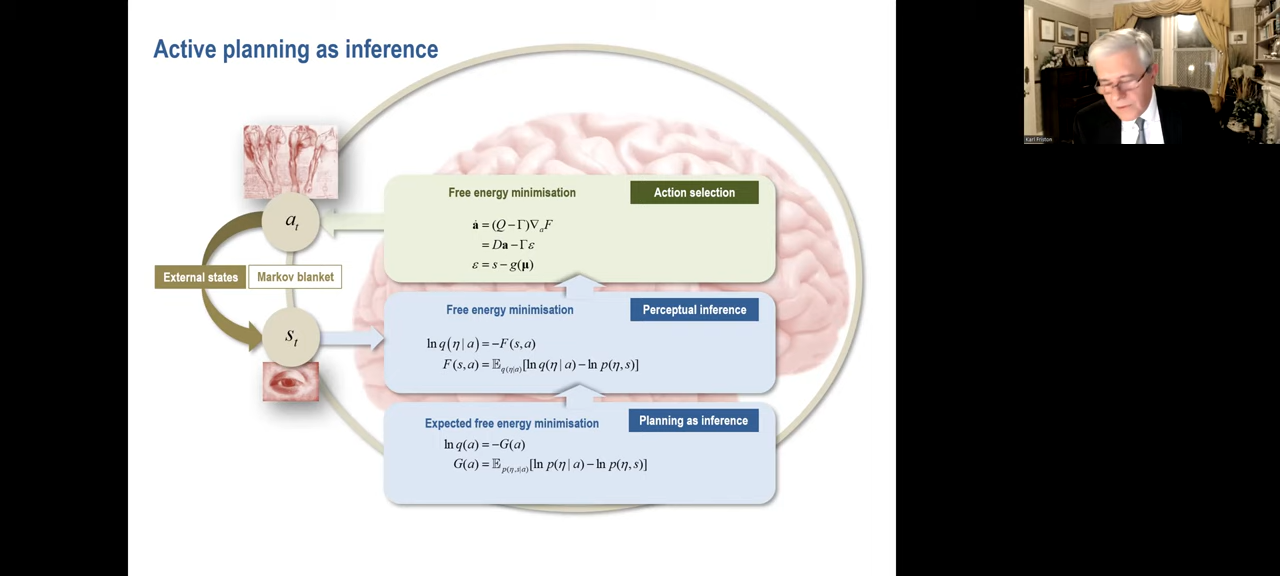 Active planning as inference
Karl Friston
Free energy minimisation
Action selection
ȧ = (Q − Γ)∇ₐF
= Da − Γε
ε = s − g(μ)
aₜ
External states
Markov blanket
Free energy minimisation
Perceptual inference
sₜ
ln q(η | a) = −F(s, a)
F(s, a) = 𝔼_q(η|a)[ln q(η | a) − ln p(η, s)]
Expected free energy minimisation
Planning as inference
ln q(a) = −G(a)
G(a) = 𝔼_p(η,s|a)[ln p(η | a) − ln p(η, s)]